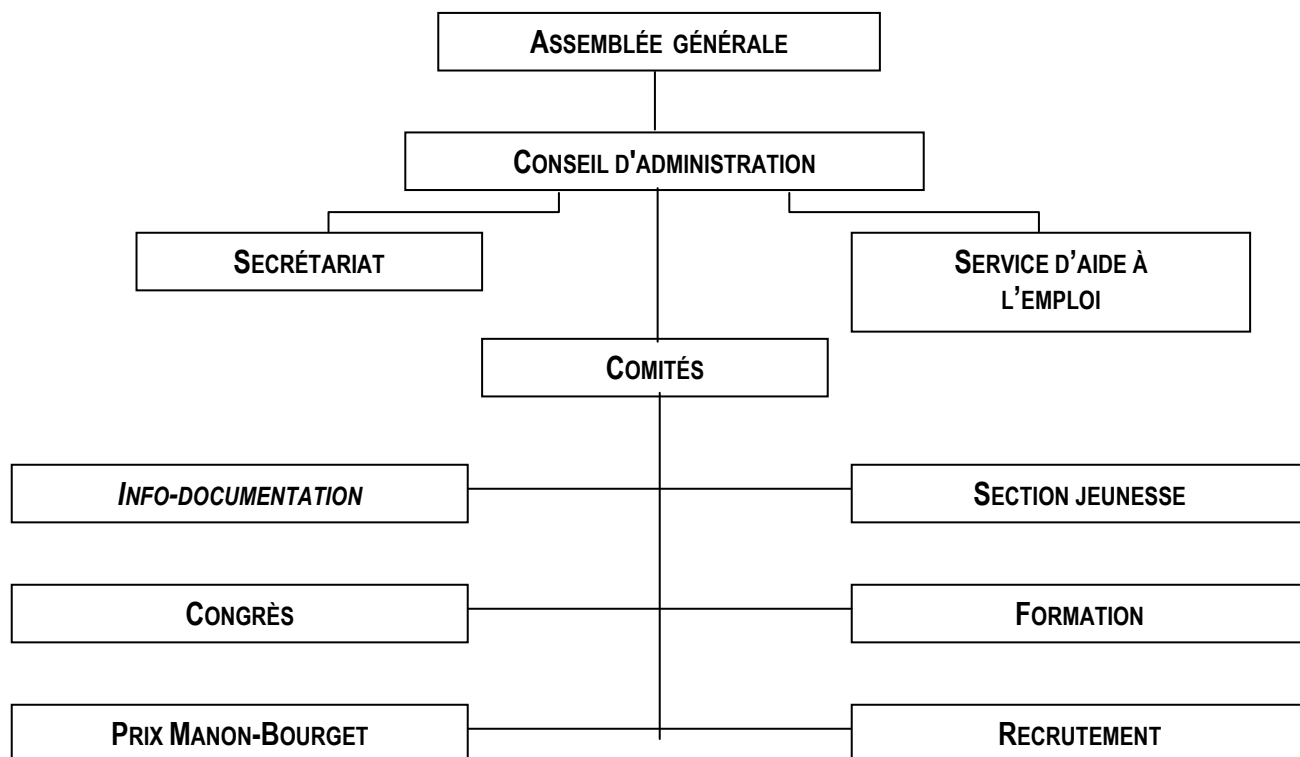 ASSEMBLÉE GÉNÉRALE
CONSEIL D'ADMINISTRATION
SECRÉTARIAT
SERVICE D’AIDE À
L’EMPLOI
COMITÉS
INFO-DOCUMENTATION
SECTION JEUNESSE
CONGRÈS
FORMATION
PRIX MANON-BOURGET
RECRUTEMENT